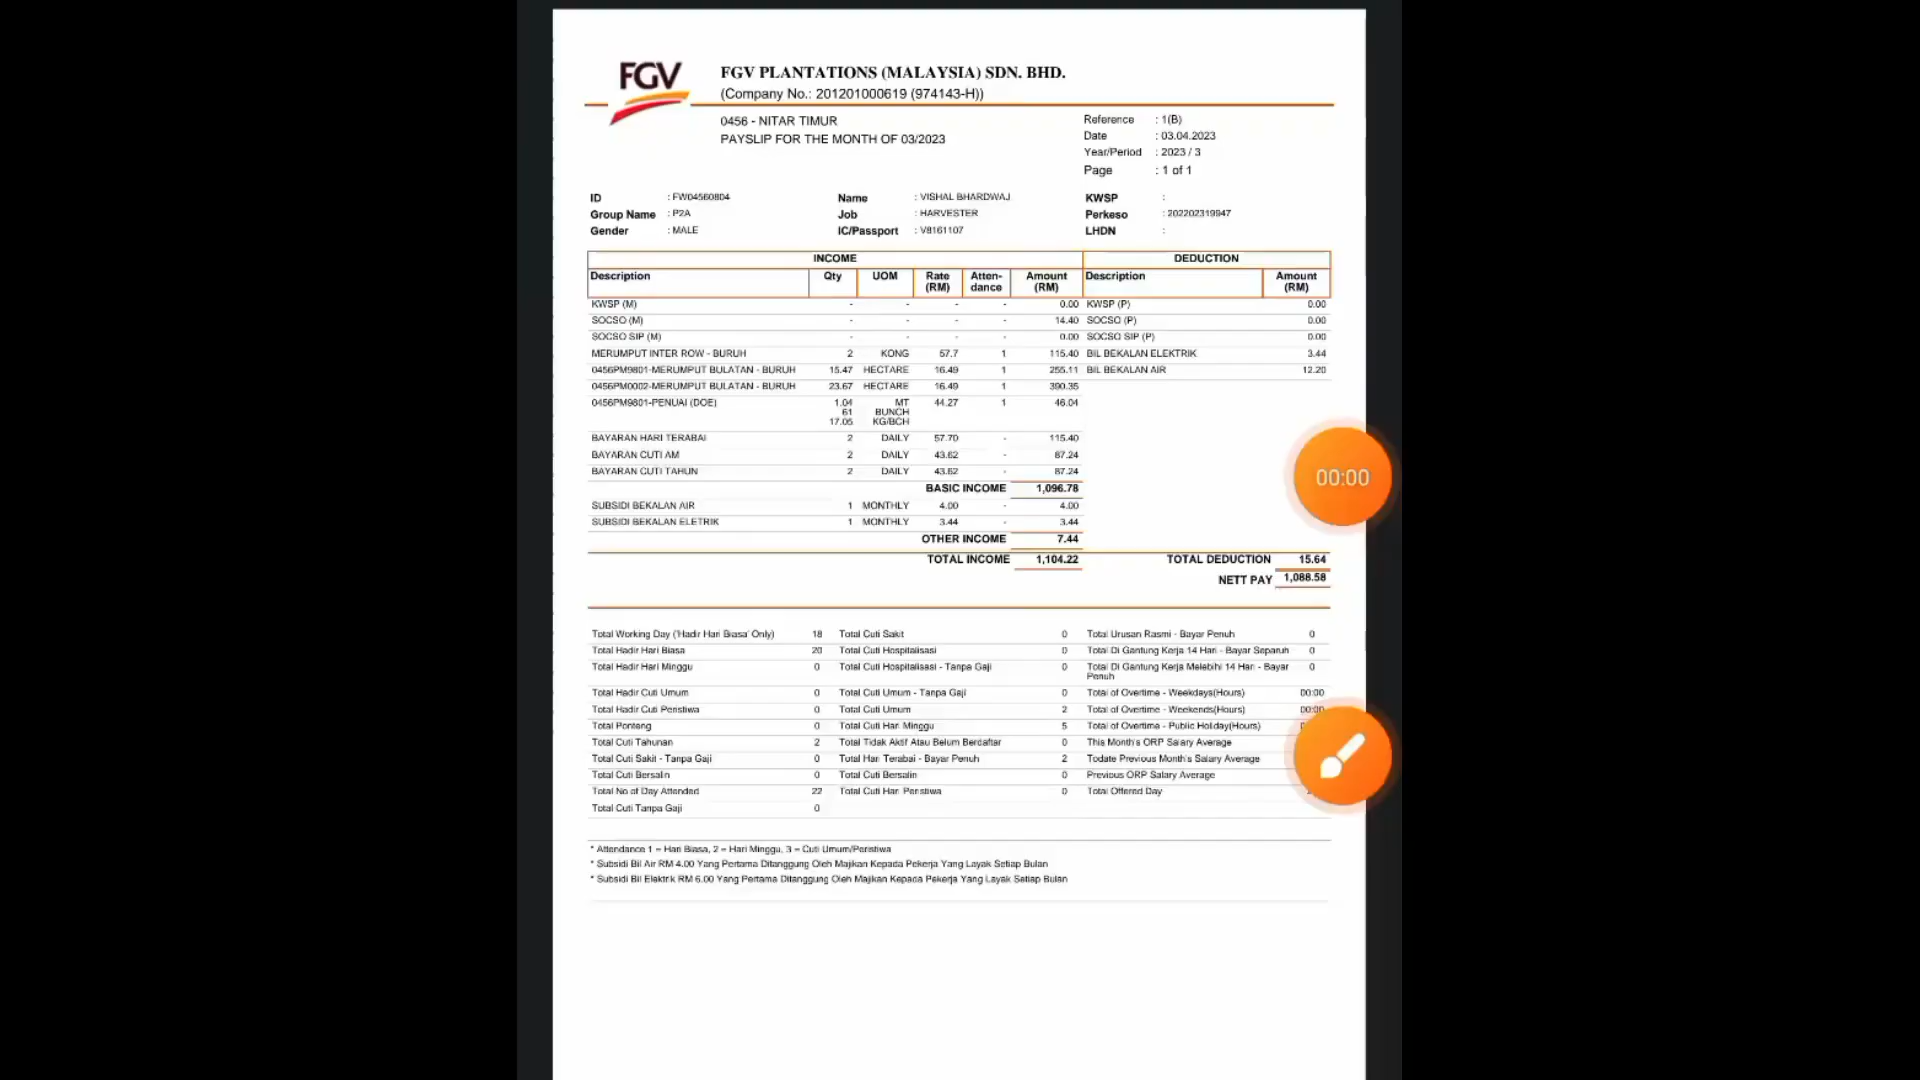 FGV
FGV PLANTATIONS (MALAYSIA) SDN. BHD.
(Company No.: 201201000619 (974143-H))
0456 - NITAR TIMUR
PAYSLIP FOR THE MONTH OF 03/2023
Reference : 1(B)
Date : 03.04.2023
Year/Period : 2023 / 3
Page : 1 of 1
ID : FW04560804 Name : VISHAL BHARDWAJ KWSP :
Group Name : P2A Job : HARVESTER Perkeso : 202202319947
Gender : MALE IC/Passport : V8161107 LHDN :
INCOME DEDUCTION
Description Qty UOM Rate (RM) Atten-dance Amount (RM) Description Amount (RM)
KWSP (M) - - - - 0.00 KWSP (P) 0.00
SOCSO (M) - - - - 14.40 SOCSO (P) 0.00
SOCSO SIP (M) - - - - 0.00 SOCSO SIP (P) 0.00
MERUMPUT INTER ROW - BURUH 2 KONG 57.7 1 115.40 BIL BEKALAN ELEKTRIK 3.44
0456PM9801-MERUMPUT BULATAN - BURUH 15.47 HECTARE 16.49 1 255.11 BIL BEKALAN AIR 12.20
0456PM0002-MERUMPUT BULATAN - BURUH 23.67 HECTARE 16.49 1 390.35
0456PM9801-PENUAI (DOE) 1.04 MT 44.27 1 46.04
61 BUNCH
17.05 KG/BCH
BAYARAN HARI TERABAI 2 DAILY 57.70 - 115.40
BAYARAN CUTI AM 2 DAILY 43.62 - 87.24
BAYARAN CUTI TAHUN 2 DAILY 43.62 - 87.24
BASIC INCOME 1,096.78
SUBSIDI BEKALAN AIR 1 MONTHLY 4.00 - 4.00
SUBSIDI BEKALAN ELETRIK 1 MONTHLY 3.44 - 3.44
OTHER INCOME 7.44
TOTAL INCOME 1,104.22 TOTAL DEDUCTION 15.64
NETT PAY 1,088.58
Total Working Day ('Hadir Hari Biasa' Only) 18 Total Cuti Sakit 0 Total Urusan Rasmi - Bayar Penuh 0
Total Hadir Hari Biasa 20 Total Cuti Hospitalisasi 0 Total Di Gantung Kerja 14 Hari - Bayar Separuh 0
Total Hadir Hari Minggu 0 Total Cuti Hospitalisasi - Tanpa Gaji 0 Total Di Gantung Kerja Melebihi 14 Hari - Bayar Penuh 0
Total Hadir Cuti Umum 0 Total Cuti Umum - Tanpa Gaji 0 Total of Overtime - Weekdays(Hours) 00:00
Total Hadir Cuti Peristiwa 0 Total Cuti Umum 2 Total of Overtime - Weekends(Hours) 00:00
Total Ponteng 0 Total Cuti Hari Minggu 5 Total of Overtime - Public Holiday(Hours)
Total Cuti Tahunan 2 Total Tidak Aktif Atau Belum Berdaftar 0 This Month's ORP Salary Average
Total Cuti Sakit - Tanpa Gaji 0 Total Hari Terabai - Bayar Penuh 2 Todate Previous Month's Salary Average
Total Cuti Bersalin 0 Total Cuti Bersalin 0 Previous ORP Salary Average
Total No of Day Attended 22 Total Cuti Hari Peristiwa 0 Total Offered Day
Total Cuti Tanpa Gaji 0
* Attendance 1 = Hari Biasa, 2 = Hari Minggu, 3 = Cuti Umum/Peristiwa
* Subsidi Bil Air RM 4.00 Yang Pertama Ditanggung Oleh Majikan Kepada Pekerja Yang Layak Setiap Bulan
* Subsidi Bil Elektrik RM 6.00 Yang Pertama Ditanggung Oleh Majikan Kepada Pekerja Yang Layak Setiap Bulan
00:00